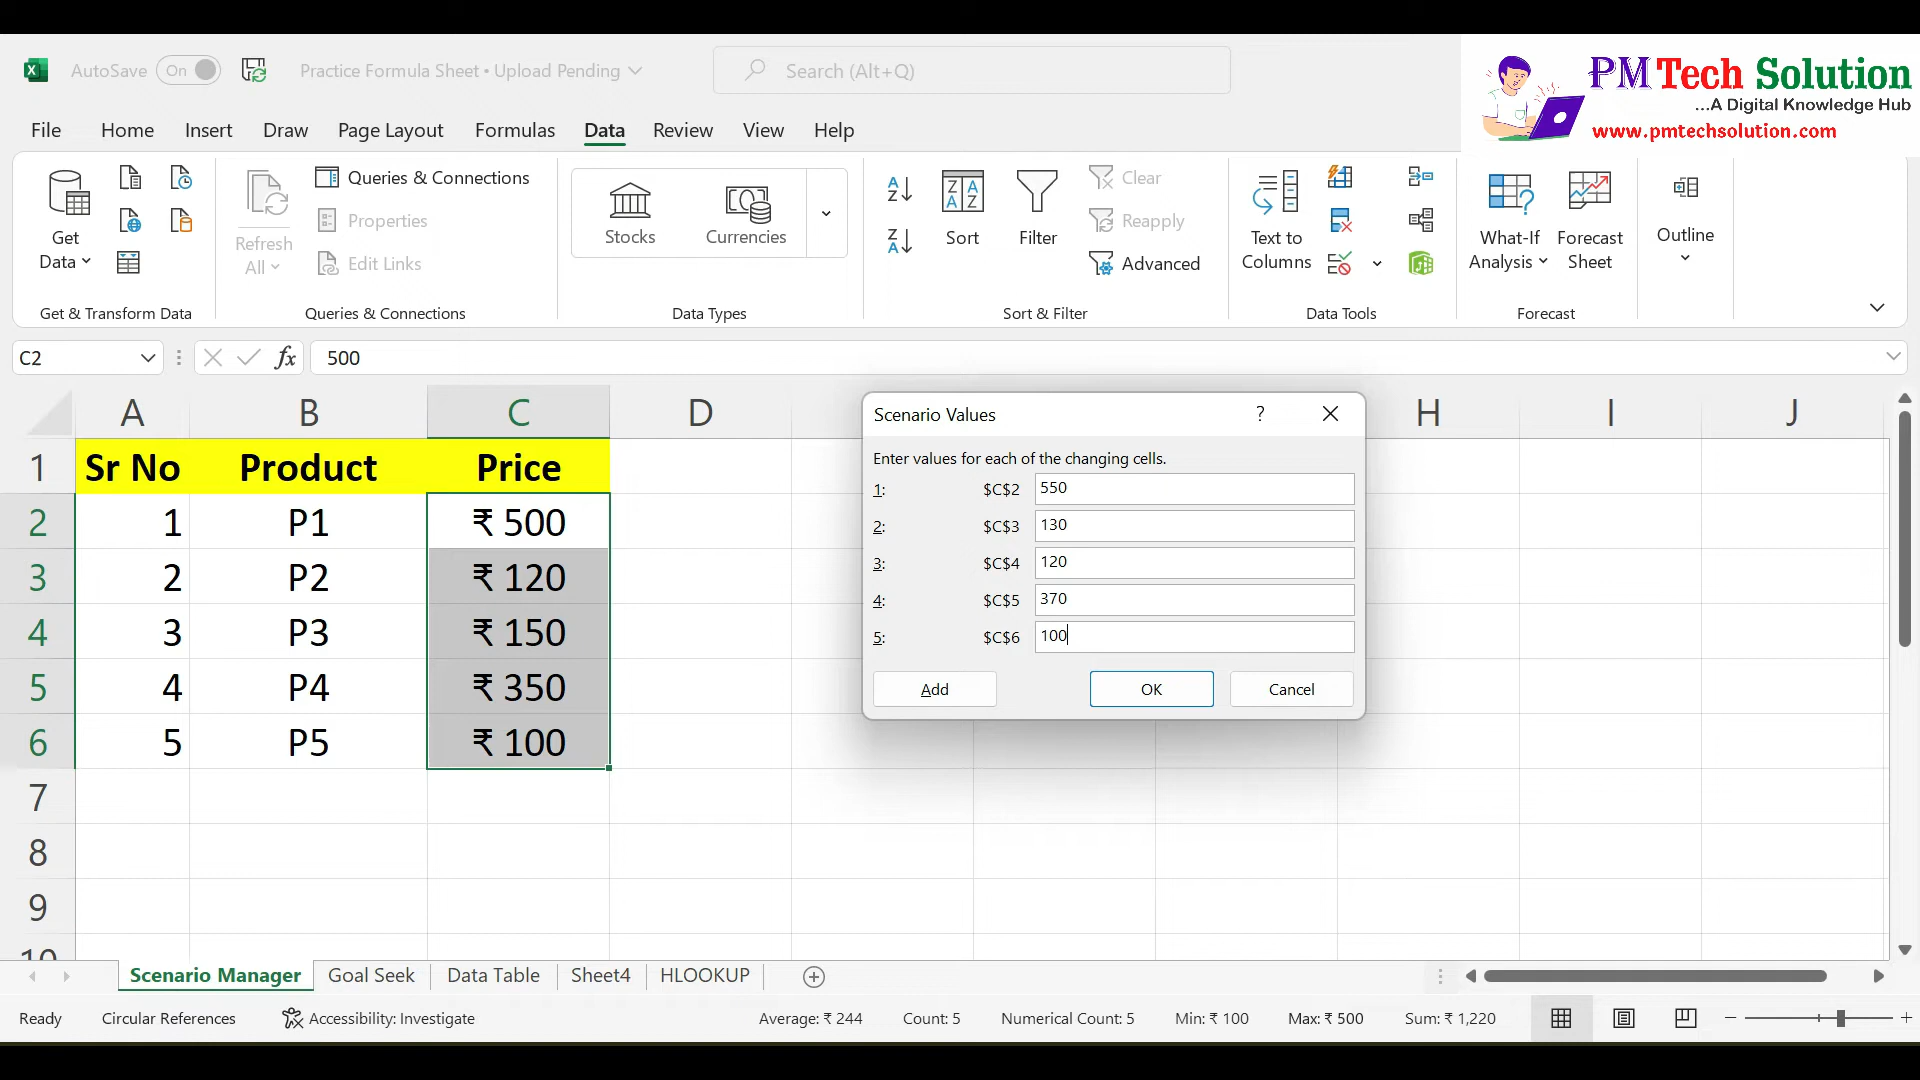 AutoSave On Practice Formula Sheet • Upload Pending Search (Alt+Q)
PM Tech Solution
...A Digital Knowledge Hub
www.pmtechsolution.com
File Home Insert Draw Page Layout Formulas Data Review View Help
Get Data
Refresh All
Queries & Connections
Properties
Edit Links
Stocks
Currencies
Sort
Filter
Clear
Reapply
Advanced
Text to Columns
What-If Analysis
Forecast Sheet
Outline
Get & Transform Data Queries & Connections Data Types Sort & Filter Data Tools Forecast
C2 fx 500
A B C D H I J
1 Sr No Product Price
2 1 P1 ₹ 500
3 2 P2 ₹ 120
4 3 P3 ₹ 150
5 4 P4 ₹ 350
6 5 P5 ₹ 100
7
8
9
10
Scenario Values ?
Enter values for each of the changing cells.
1: $C$2 550
2: $C$3 130
3: $C$4 120
4: $C$5 370
5: $C$6 100
Add OK Cancel
Scenario Manager Goal Seek Data Table Sheet4 HLOOKUP
Ready Circular References Accessibility: Investigate Average: ₹ 244 Count: 5 Numerical Count: 5 Min: ₹ 100 Max: ₹ 500 Sum: ₹ 1,220